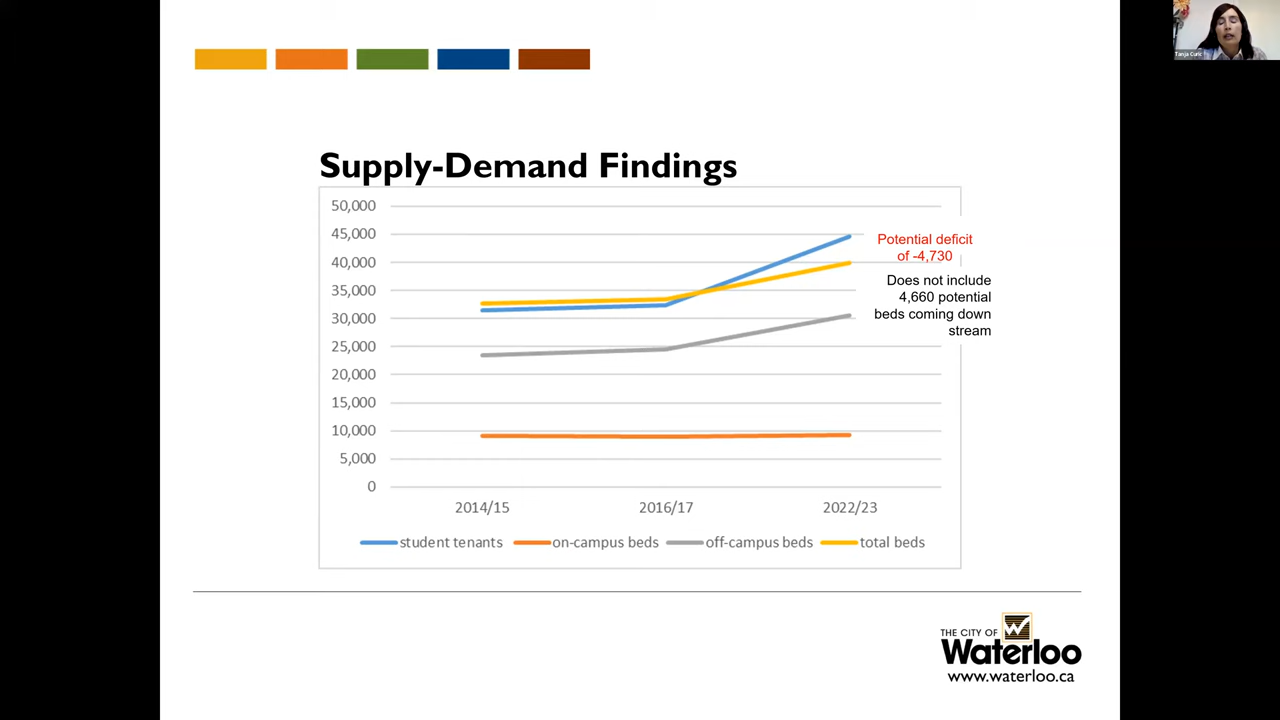 Tanja Curic
Supply-Demand Findings
50,000
45,000
40,000
35,000
30,000
25,000
20,000
15,000
10,000
5,000
0
Potential deficit
of -4,730
Does not include
4,660 potential
beds coming down
stream
2014/15 2016/17 2022/23
student tenants on-campus beds off-campus beds total beds
THE CITY OF
Waterloo
www.waterloo.ca